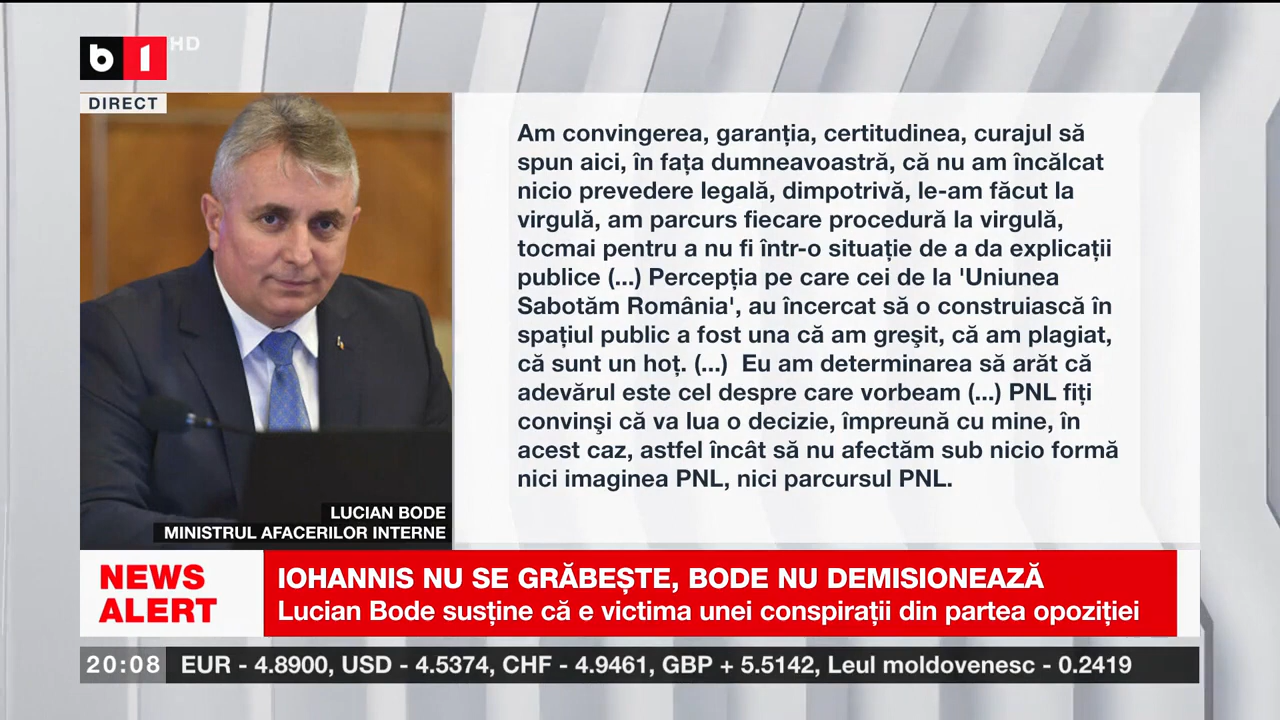 b1 HD
DIRECT
Am convingerea, garanția, certitudinea, curajul să
spun aici, în fața dumneavoastră, că nu am încălcat
nicio prevedere legală, dimpotrivă, le-am făcut la
virgulă, am parcurs fiecare procedură la virgulă,
tocmai pentru a nu fi într-o situație de a da explicații
publice (...) Percepția pe care cei de la 'Uniunea
Sabotăm România', au încercat să o construiască în
spațiul public a fost una că am greşit, că am plagiat,
că sunt un hoț. (...) Eu am determinarea să arăt că
adevărul este cel despre care vorbeam (...) PNL fiți
convinşi că va lua o decizie, împreună cu mine, în
acest caz, astfel încât să nu afectăm sub nicio formă
nici imaginea PNL, nici parcursul PNL.
LUCIAN BODE
MINISTRUL AFACERILOR INTERNE
NEWS
ALERT
IOHANNIS NU SE GRĂBEȘTE, BODE NU DEMISIONEAZĂ
Lucian Bode susține că e victima unei conspirații din partea opoziției
20:08 EUR - 4.8900, USD - 4.5374, CHF - 4.9461, GBP + 5.5142, Leul moldovenesc - 0.2419